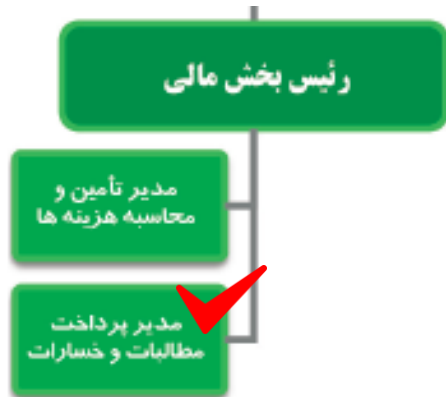 رئیس بخش مالی
مدیر تأمین و
محاسبه هزینه ها
مدیر پرداخت
مطالبات و خسارات